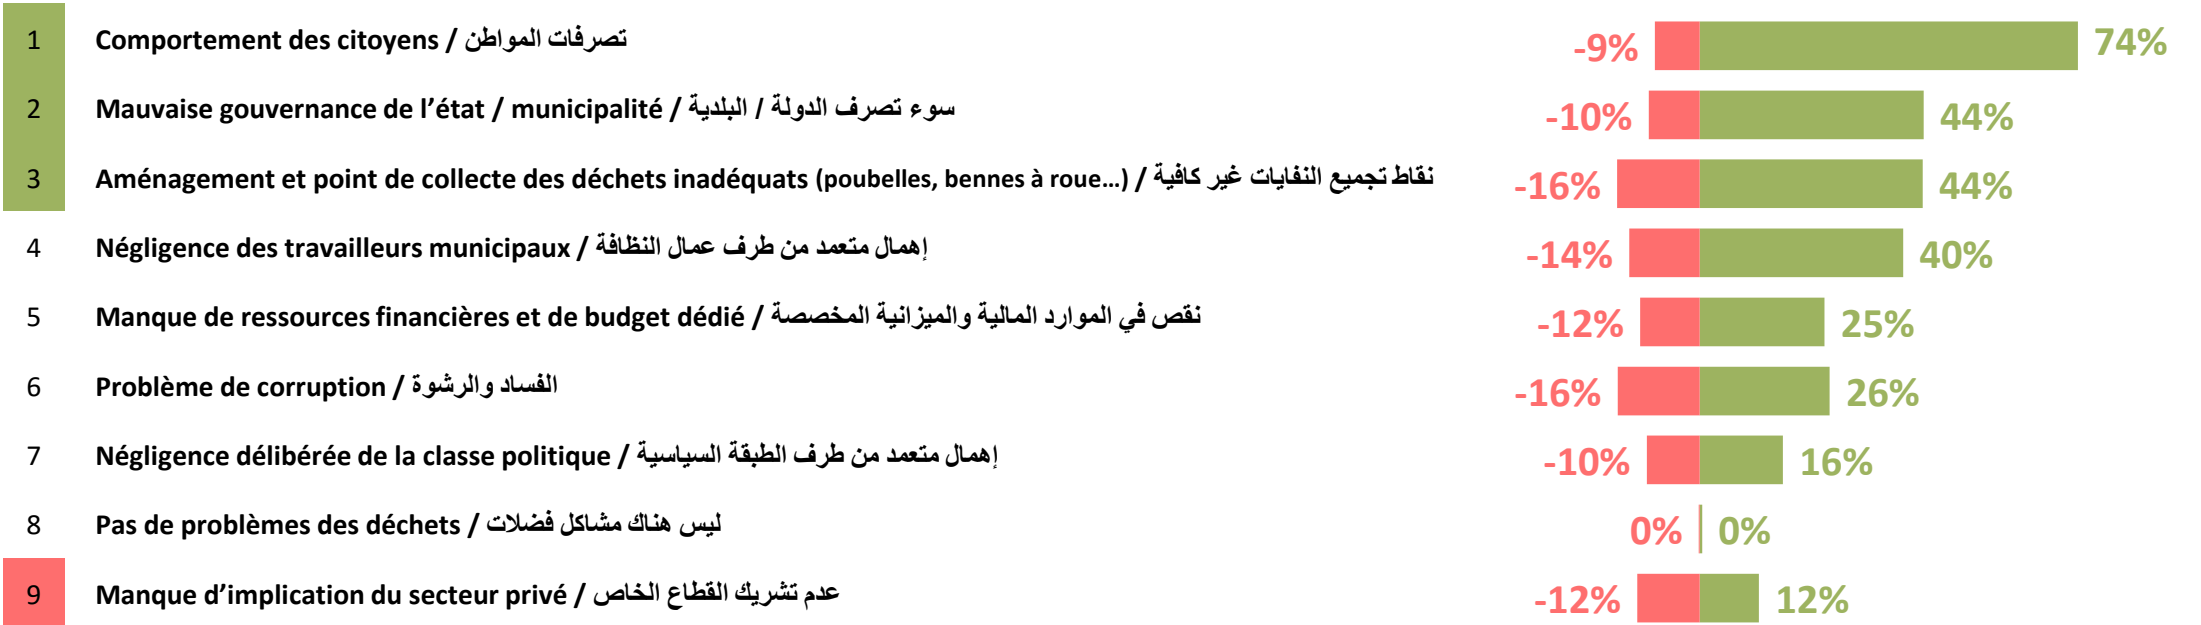 1 Comportement des citoyens / تصرفات المواطن -9% 74%
2 Mauvaise gouvernance de l’état / municipalité / سوء تصرف الدولة / البلدية -10% 44%
3 Aménagement et point de collecte des déchets inadéquats (poubelles, bennes à roue…) / نقاط تجميع النفايات غير كافية -16% 44%
4 Négligence des travailleurs municipaux / إهمال متعمد من طرف عمال النظافة -14% 40%
5 Manque de ressources financières et de budget dédié / نقص في الموارد المالية والميزانية المخصصة -12% 25%
6 Problème de corruption / الفساد والرشوة -16% 26%
7 Négligence délibérée de la classe politique / إهمال متعمد من طرف الطبقة السياسية -10% 16%
8 Pas de problèmes des déchets / ليس هناك مشاكل فضلات 0% 0%
9 Manque d’implication du secteur privé / عدم تشريك القطاع الخاص -12% 12%